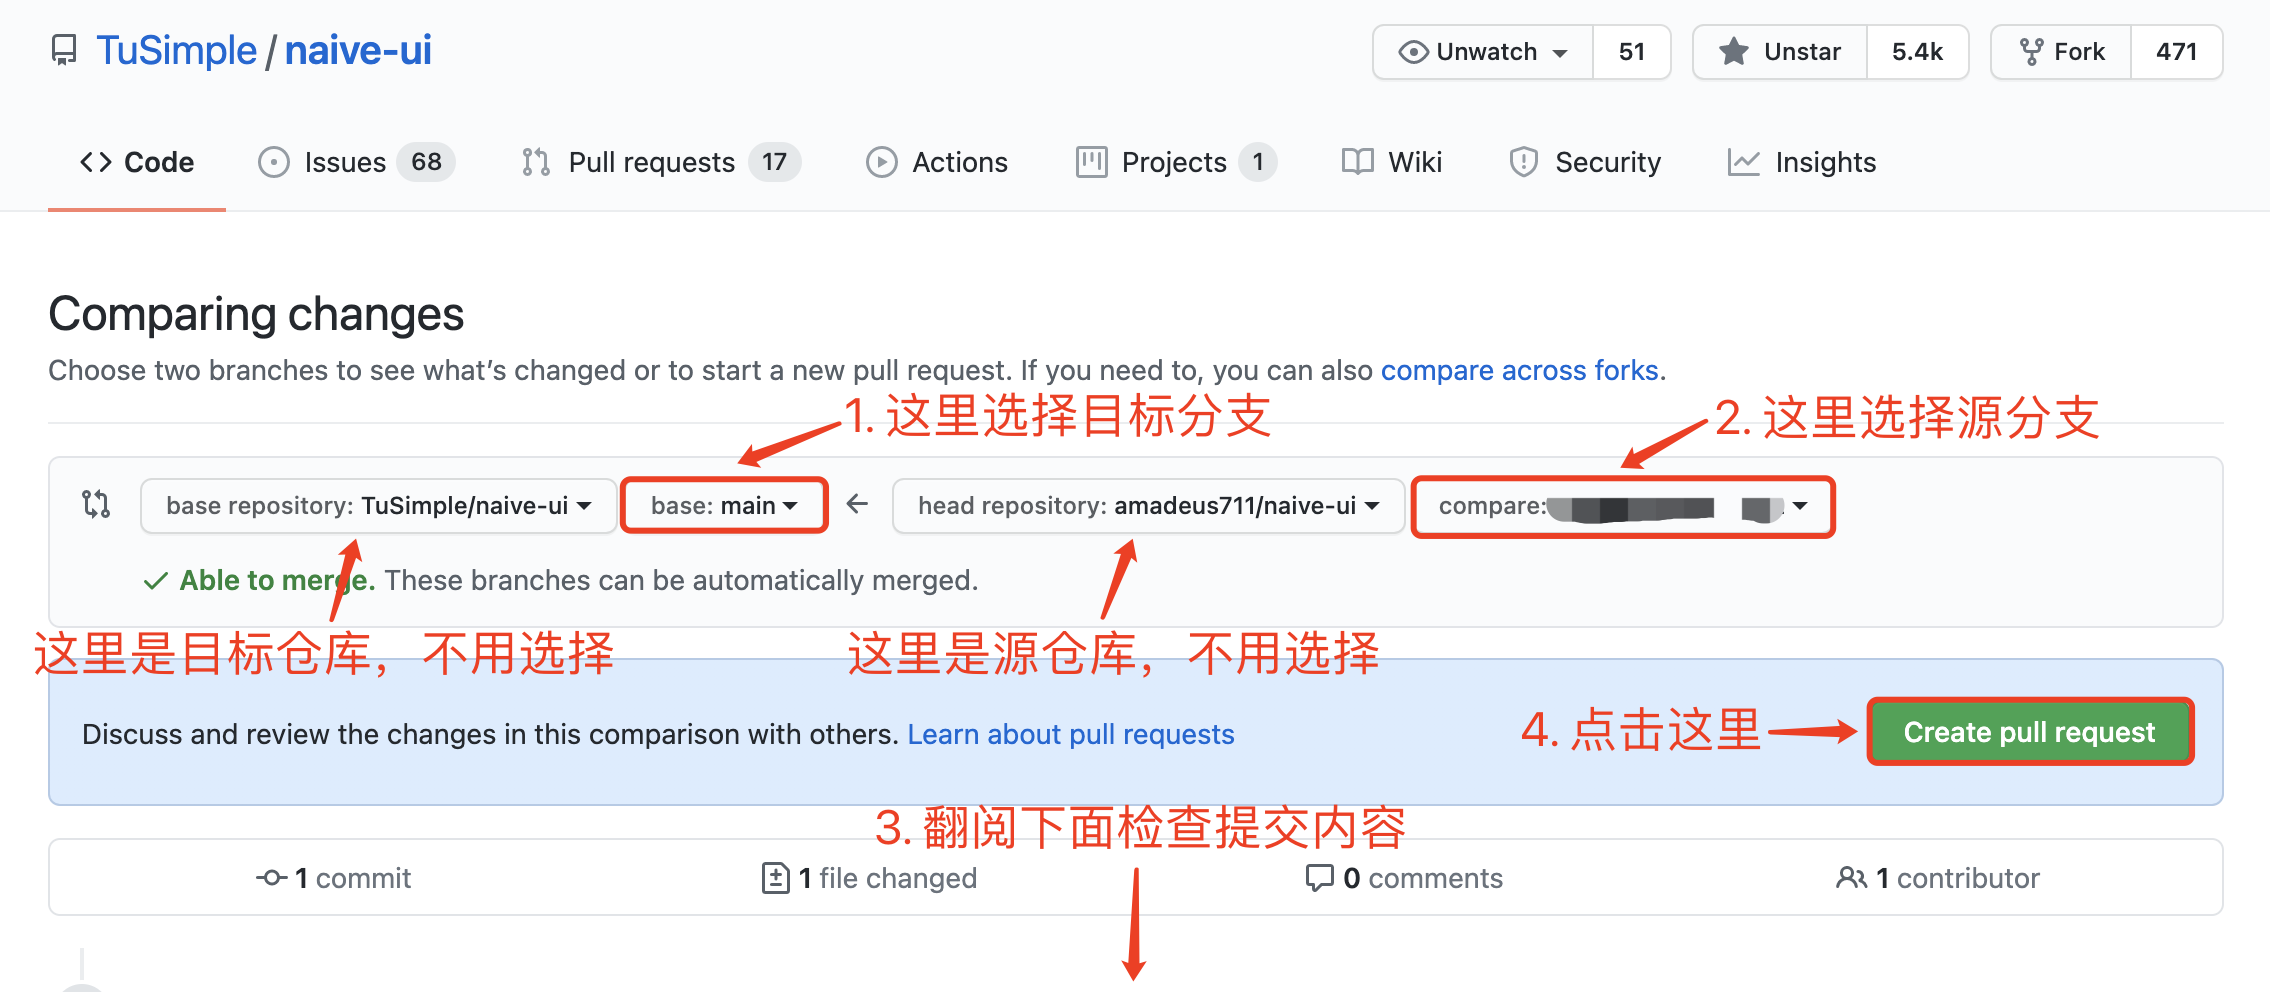 TuSimple / naive-ui
Unwatch 51
Unstar 5.4k
Fork 471
Code
Issues 68
Pull requests 17
Actions
Projects 1
Wiki
Security
Insights
Comparing changes
Choose two branches to see what’s changed or to start a new pull request. If you need to, you can also compare across forks.
1. 这里选择目标分支
2. 这里选择源分支
base repository: TuSimple/naive-ui
base: main
head repository: amadeus711/naive-ui
compare:
Able to merge. These branches can be automatically merged.
这里是目标仓库，不用选择
这里是源仓库，不用选择
Discuss and review the changes in this comparison with others. Learn about pull requests
4. 点击这里
Create pull request
3. 翻阅下面检查提交内容
1 commit
1 file changed
0 comments
1 contributor